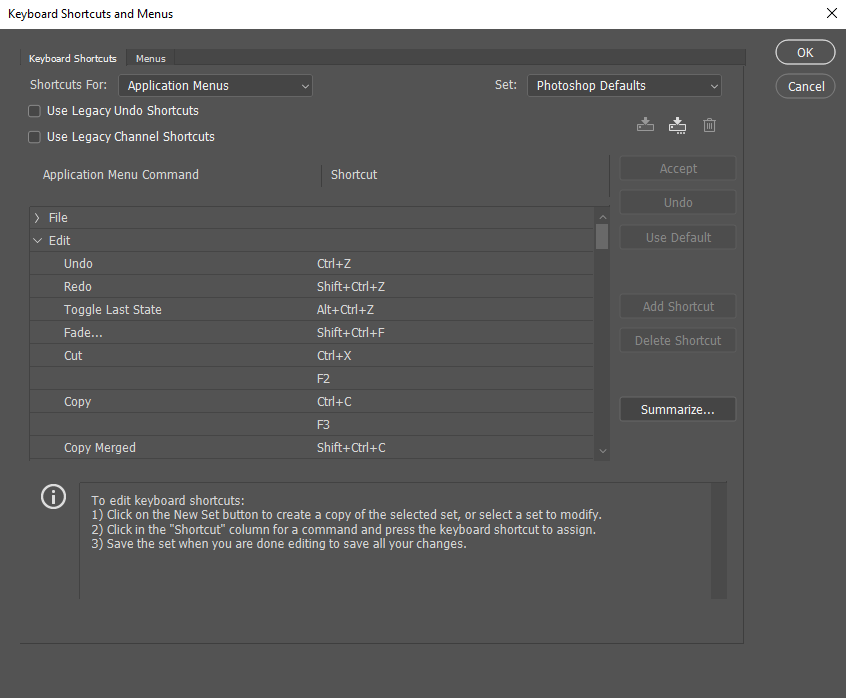 Keyboard Shortcuts and Menus
Keyboard Shortcuts Menus
OK
Shortcuts For: Application Menus Set: Photoshop Defaults
Cancel
Use Legacy Undo Shortcuts
Use Legacy Channel Shortcuts
Application Menu Command Shortcut
Accept
Undo
Use Default
Add Shortcut
Delete Shortcut
Summarize...
File
Edit
Undo Ctrl+Z
Redo Shift+Ctrl+Z
Toggle Last State Alt+Ctrl+Z
Fade... Shift+Ctrl+F
Cut Ctrl+X
F2
Copy Ctrl+C
F3
Copy Merged Shift+Ctrl+C
To edit keyboard shortcuts:
1) Click on the New Set button to create a copy of the selected set, or select a set to modify.
2) Click in the "Shortcut" column for a command and press the keyboard shortcut to assign.
3) Save the set when you are done editing to save all your changes.